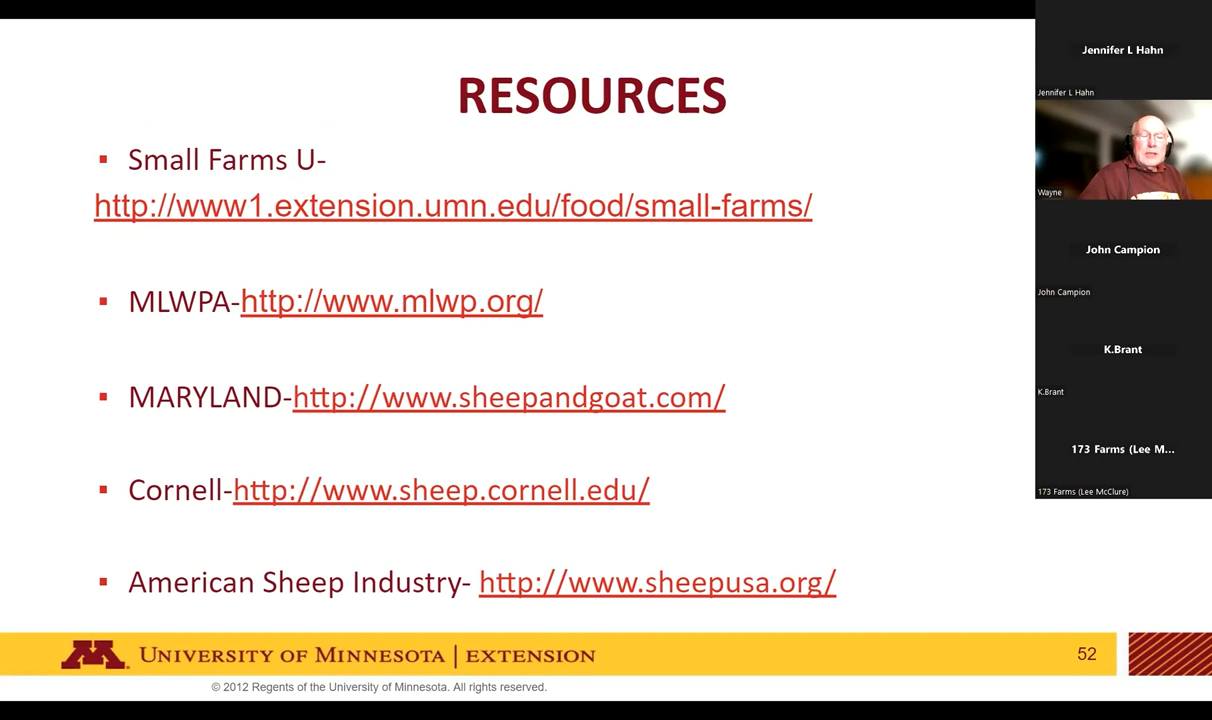 RESOURCES
▪ Small Farms U-
http://www1.extension.umn.edu/food/small-farms/
▪ MLWPA-http://www.mlwp.org/
▪ MARYLAND-http://www.sheepandgoat.com/
▪ Cornell-http://www.sheep.cornell.edu/
▪ American Sheep Industry- http://www.sheepusa.org/
UNIVERSITY OF MINNESOTA | EXTENSION
52
© 2012 Regents of the University of Minnesota. All rights reserved.
Jennifer L Hahn
Jennifer L Hahn
Wayne
John Campion
John Campion
K.Brant
K.Brant
173 Farms (Lee M...
173 Farms (Lee McClure)